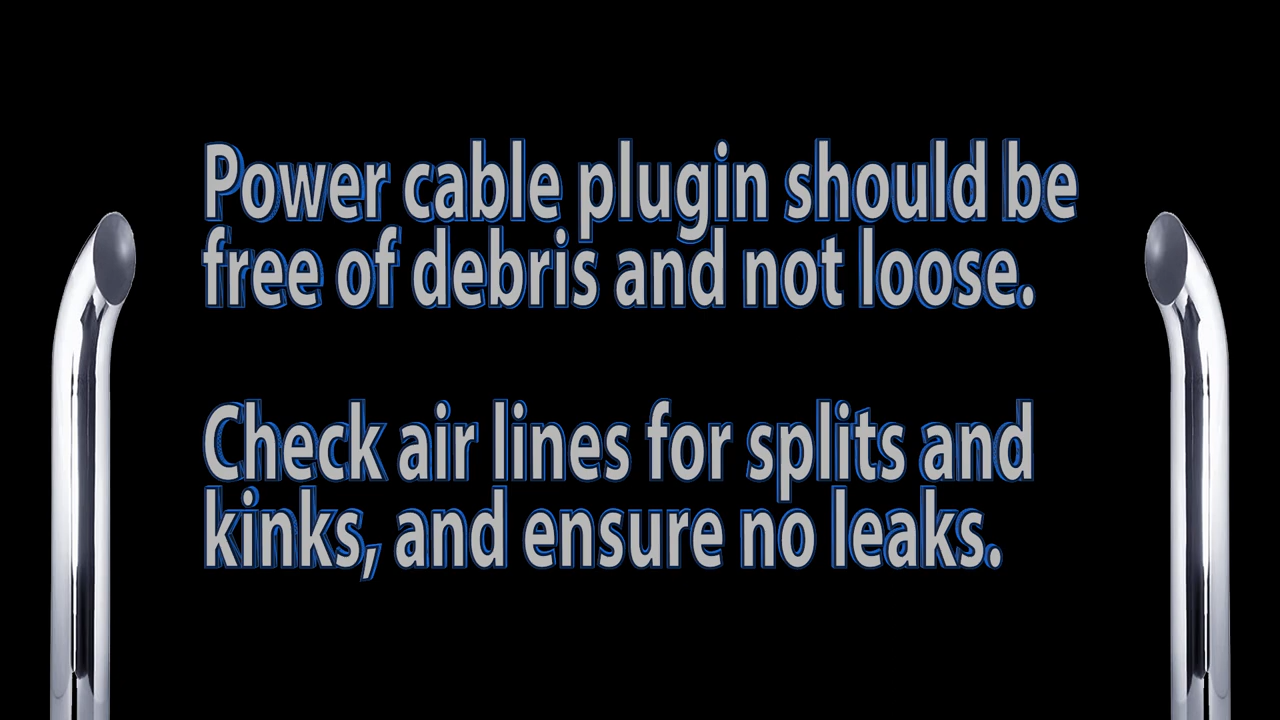 Power cable plugin should be
free of debris and not loose.
Check air lines for splits and
kinks, and ensure no leaks.